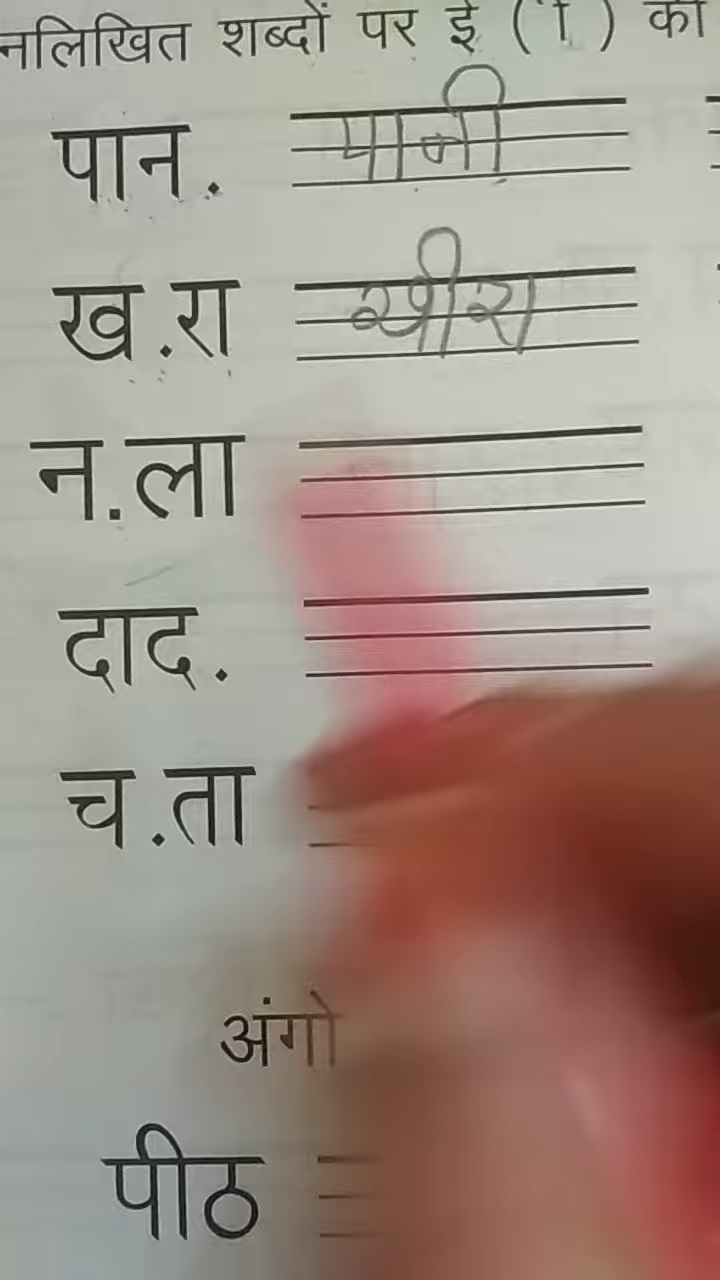 नलिखित शब्दों पर ई ( ी ) की
पान. पानी
ख.रा खीरा
न.ला
दाद.
च.ता
अंगो
पीठ